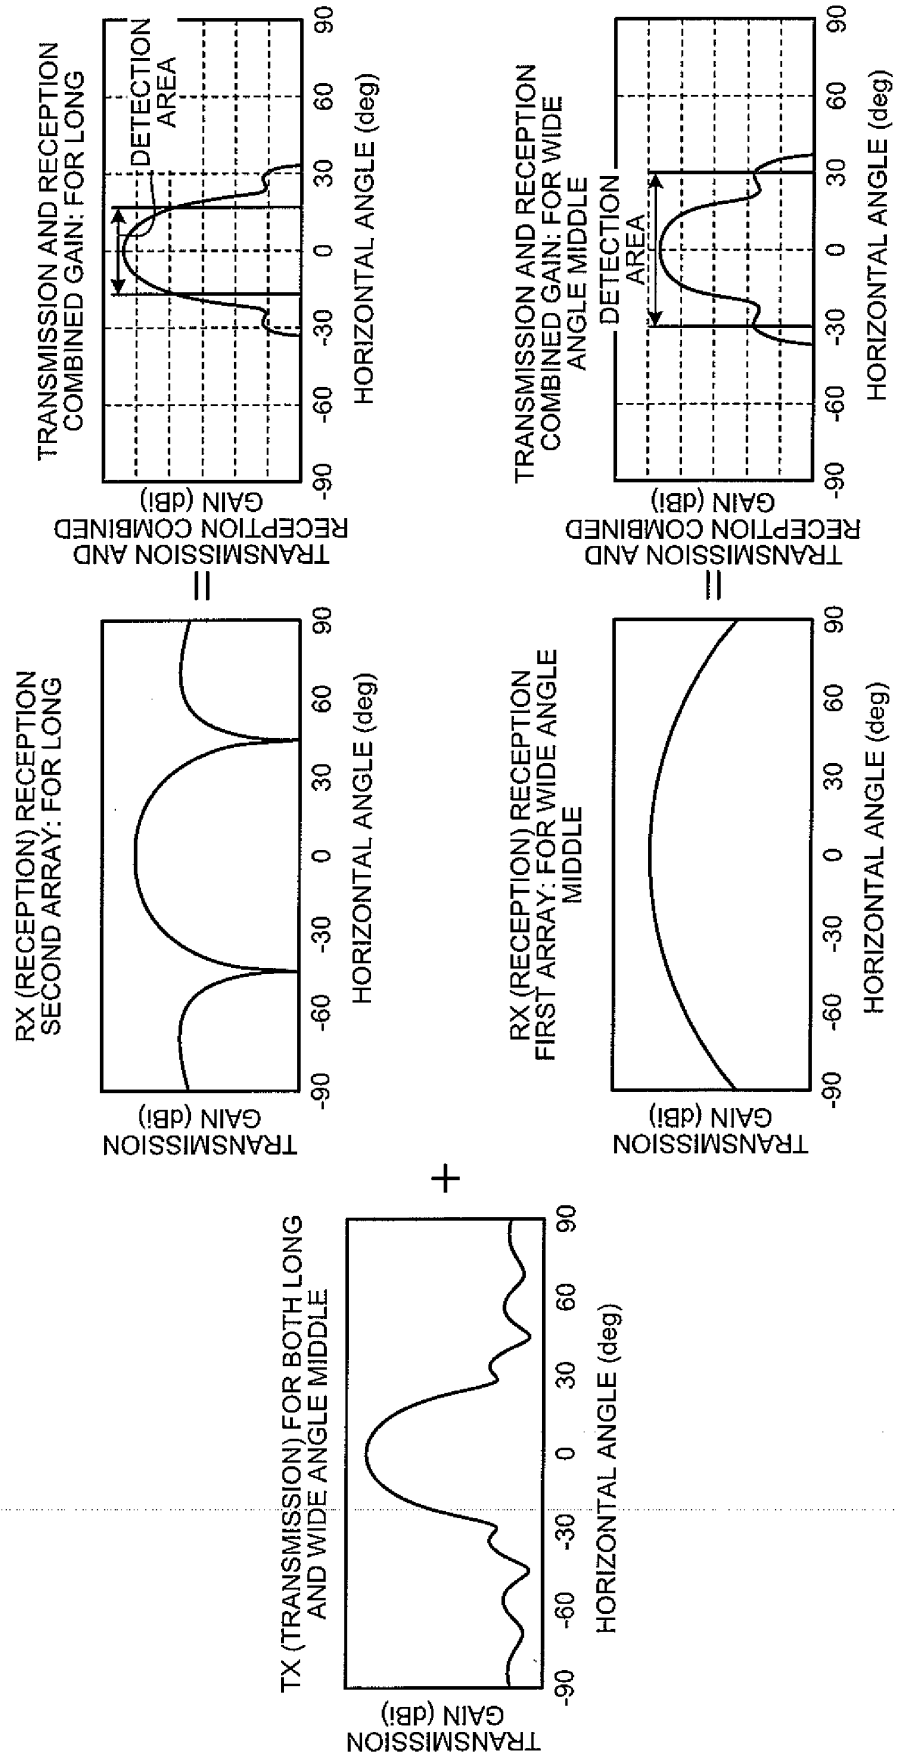 TX (TRANSMISSION) FOR BOTH LONG
AND WIDE ANGLE MIDDLE
TRANSMISSION
GAIN (dBi)
-90 -60 -30 0 30 60 90
HORIZONTAL ANGLE (deg)
+
RX (RECEPTION) RECEPTION
SECOND ARRAY: FOR LONG
TRANSMISSION
GAIN (dBi)
-90 -60 -30 0 30 60 90
HORIZONTAL ANGLE (deg)
=
TRANSMISSION AND RECEPTION
COMBINED GAIN: FOR LONG
DETECTION
AREA
TRANSMISSION AND
RECEPTION COMBINED
GAIN (dBi)
-90 -60 -30 0 30 60 90
HORIZONTAL ANGLE (deg)
RX (RECEPTION) RECEPTION
FIRST ARRAY: FOR WIDE ANGLE
MIDDLE
TRANSMISSION
GAIN (dBi)
-90 -60 -30 0 30 60 90
HORIZONTAL ANGLE (deg)
=
TRANSMISSION AND RECEPTION
COMBINED GAIN: FOR WIDE
ANGLE MIDDLE
DETECTION
AREA
TRANSMISSION AND
RECEPTION COMBINED
GAIN (dBi)
-90 -60 -30 0 30 60 90
HORIZONTAL ANGLE (deg)